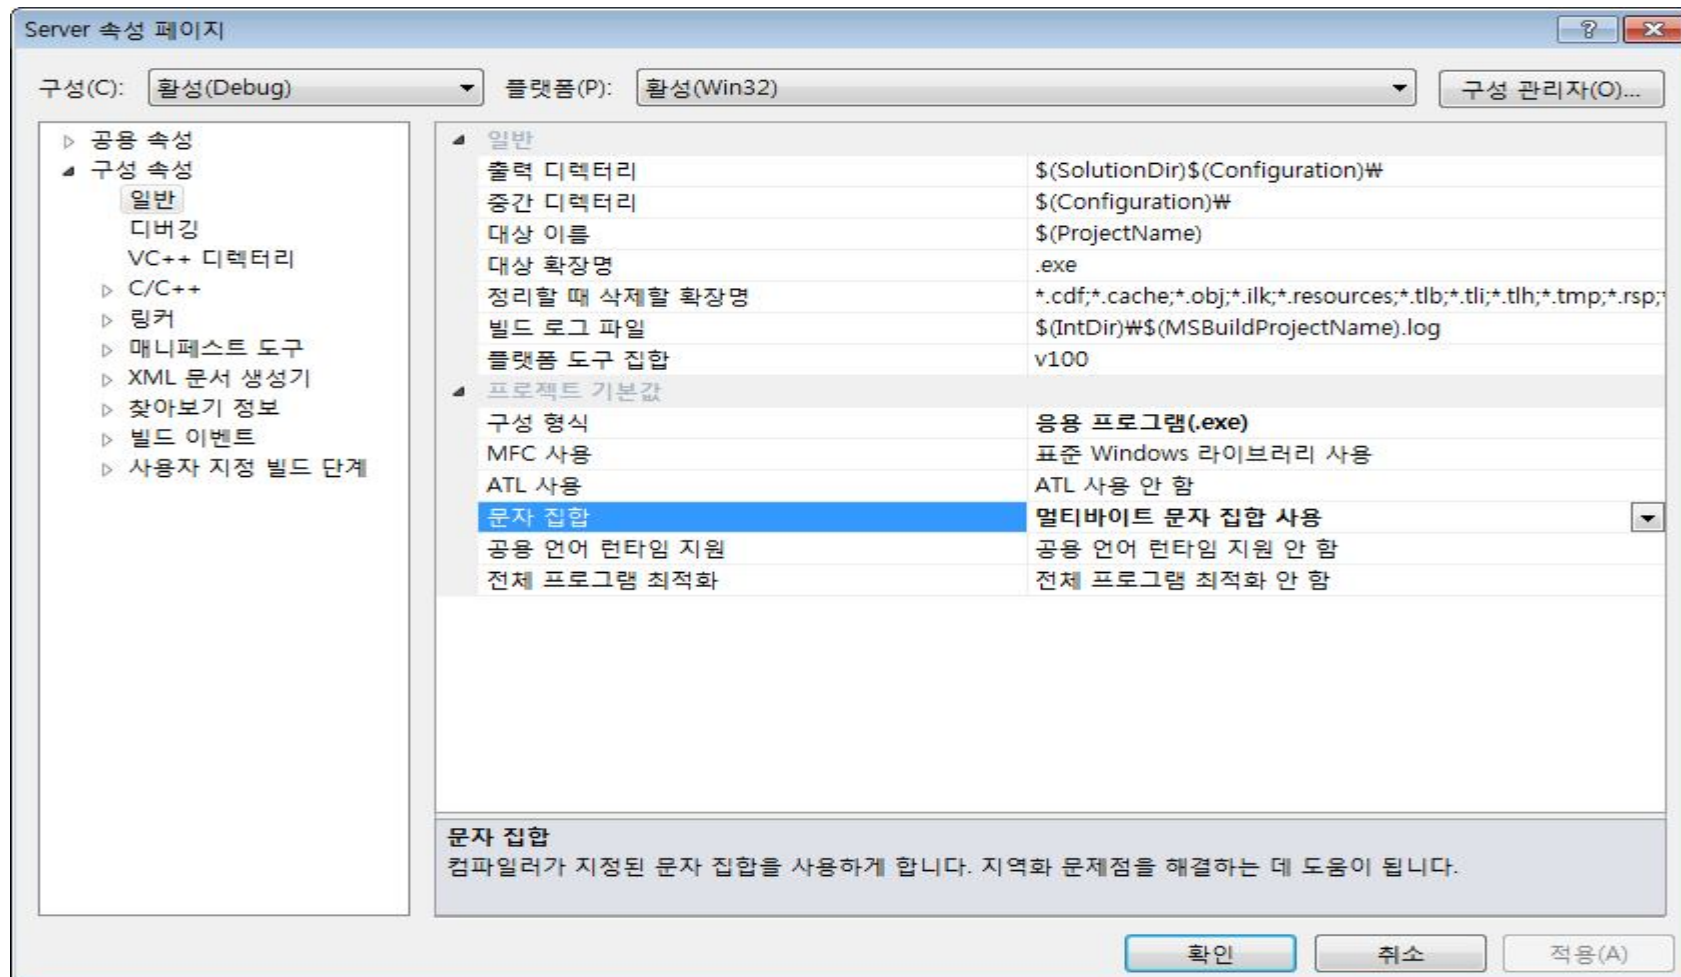 Server 속성 페이지
구성(C): 활성(Debug) 플랫폼(P): 활성(Win32) 구성 관리자(O)...
공용 속성
구성 속성
일반
디버깅
VC++ 디렉터리
C/C++
링커
매니페스트 도구
XML 문서 생성기
찾아보기 정보
빌드 이벤트
사용자 지정 빌드 단계
일반
출력 디렉터리 $(SolutionDir)$(Configuration)₩
중간 디렉터리 $(Configuration)₩
대상 이름 $(ProjectName)
대상 확장명 .exe
정리할 때 삭제할 확장명 *.cdf;*.cache;*.obj;*.ilk;*.resources;*.tlb;*.tli;*.tlh;*.tmp;*.rsp;
빌드 로그 파일 $(IntDir)₩$(MSBuildProjectName).log
플랫폼 도구 집합 v100
프로젝트 기본값
구성 형식 응용 프로그램(.exe)
MFC 사용 표준 Windows 라이브러리 사용
ATL 사용 ATL 사용 안 함
문자 집합 멀티바이트 문자 집합 사용
공용 언어 런타임 지원 공용 언어 런타임 지원 안 함
전체 프로그램 최적화 전체 프로그램 최적화 안 함
문자 집합
컴파일러가 지정된 문자 집합을 사용하게 합니다. 지역화 문제점을 해결하는 데 도움이 됩니다.
확인 취소 적용(A)